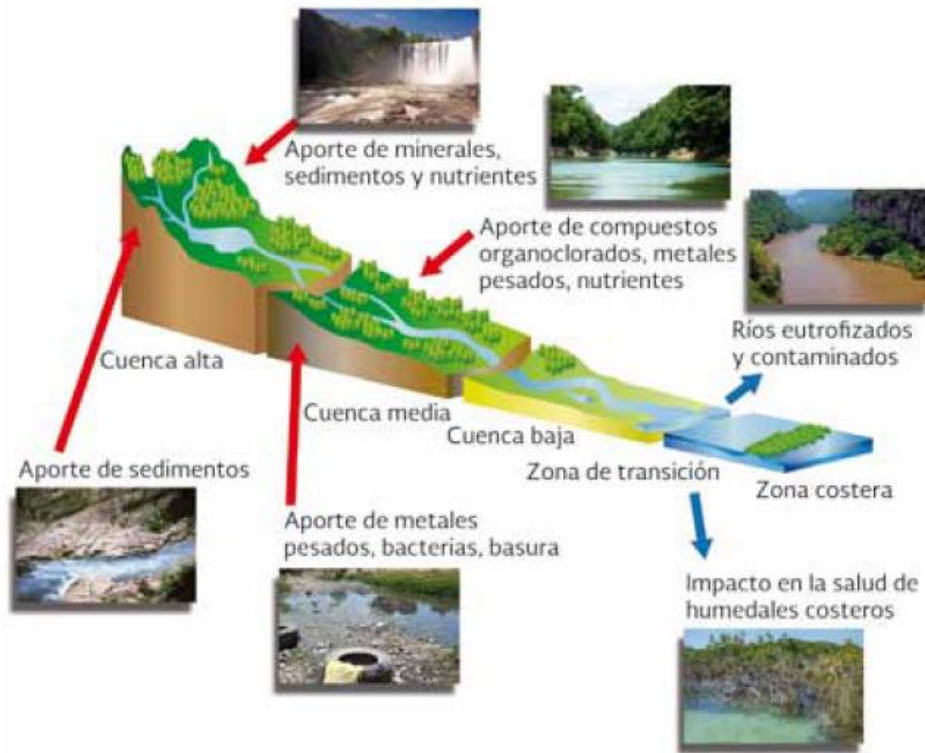 Aporte de minerales,
sedimentos y nutrientes
Aporte de compuestos
organoclorados, metales
pesados, nutrientes
Ríos eutrofizados
y contaminados
Cuenca alta
Cuenca media
Cuenca baja
Zona de transición
Zona costera
Aporte de sedimentos
Aporte de metales
pesados, bacterias, basura
Impacto en la salud de
humedales costeros